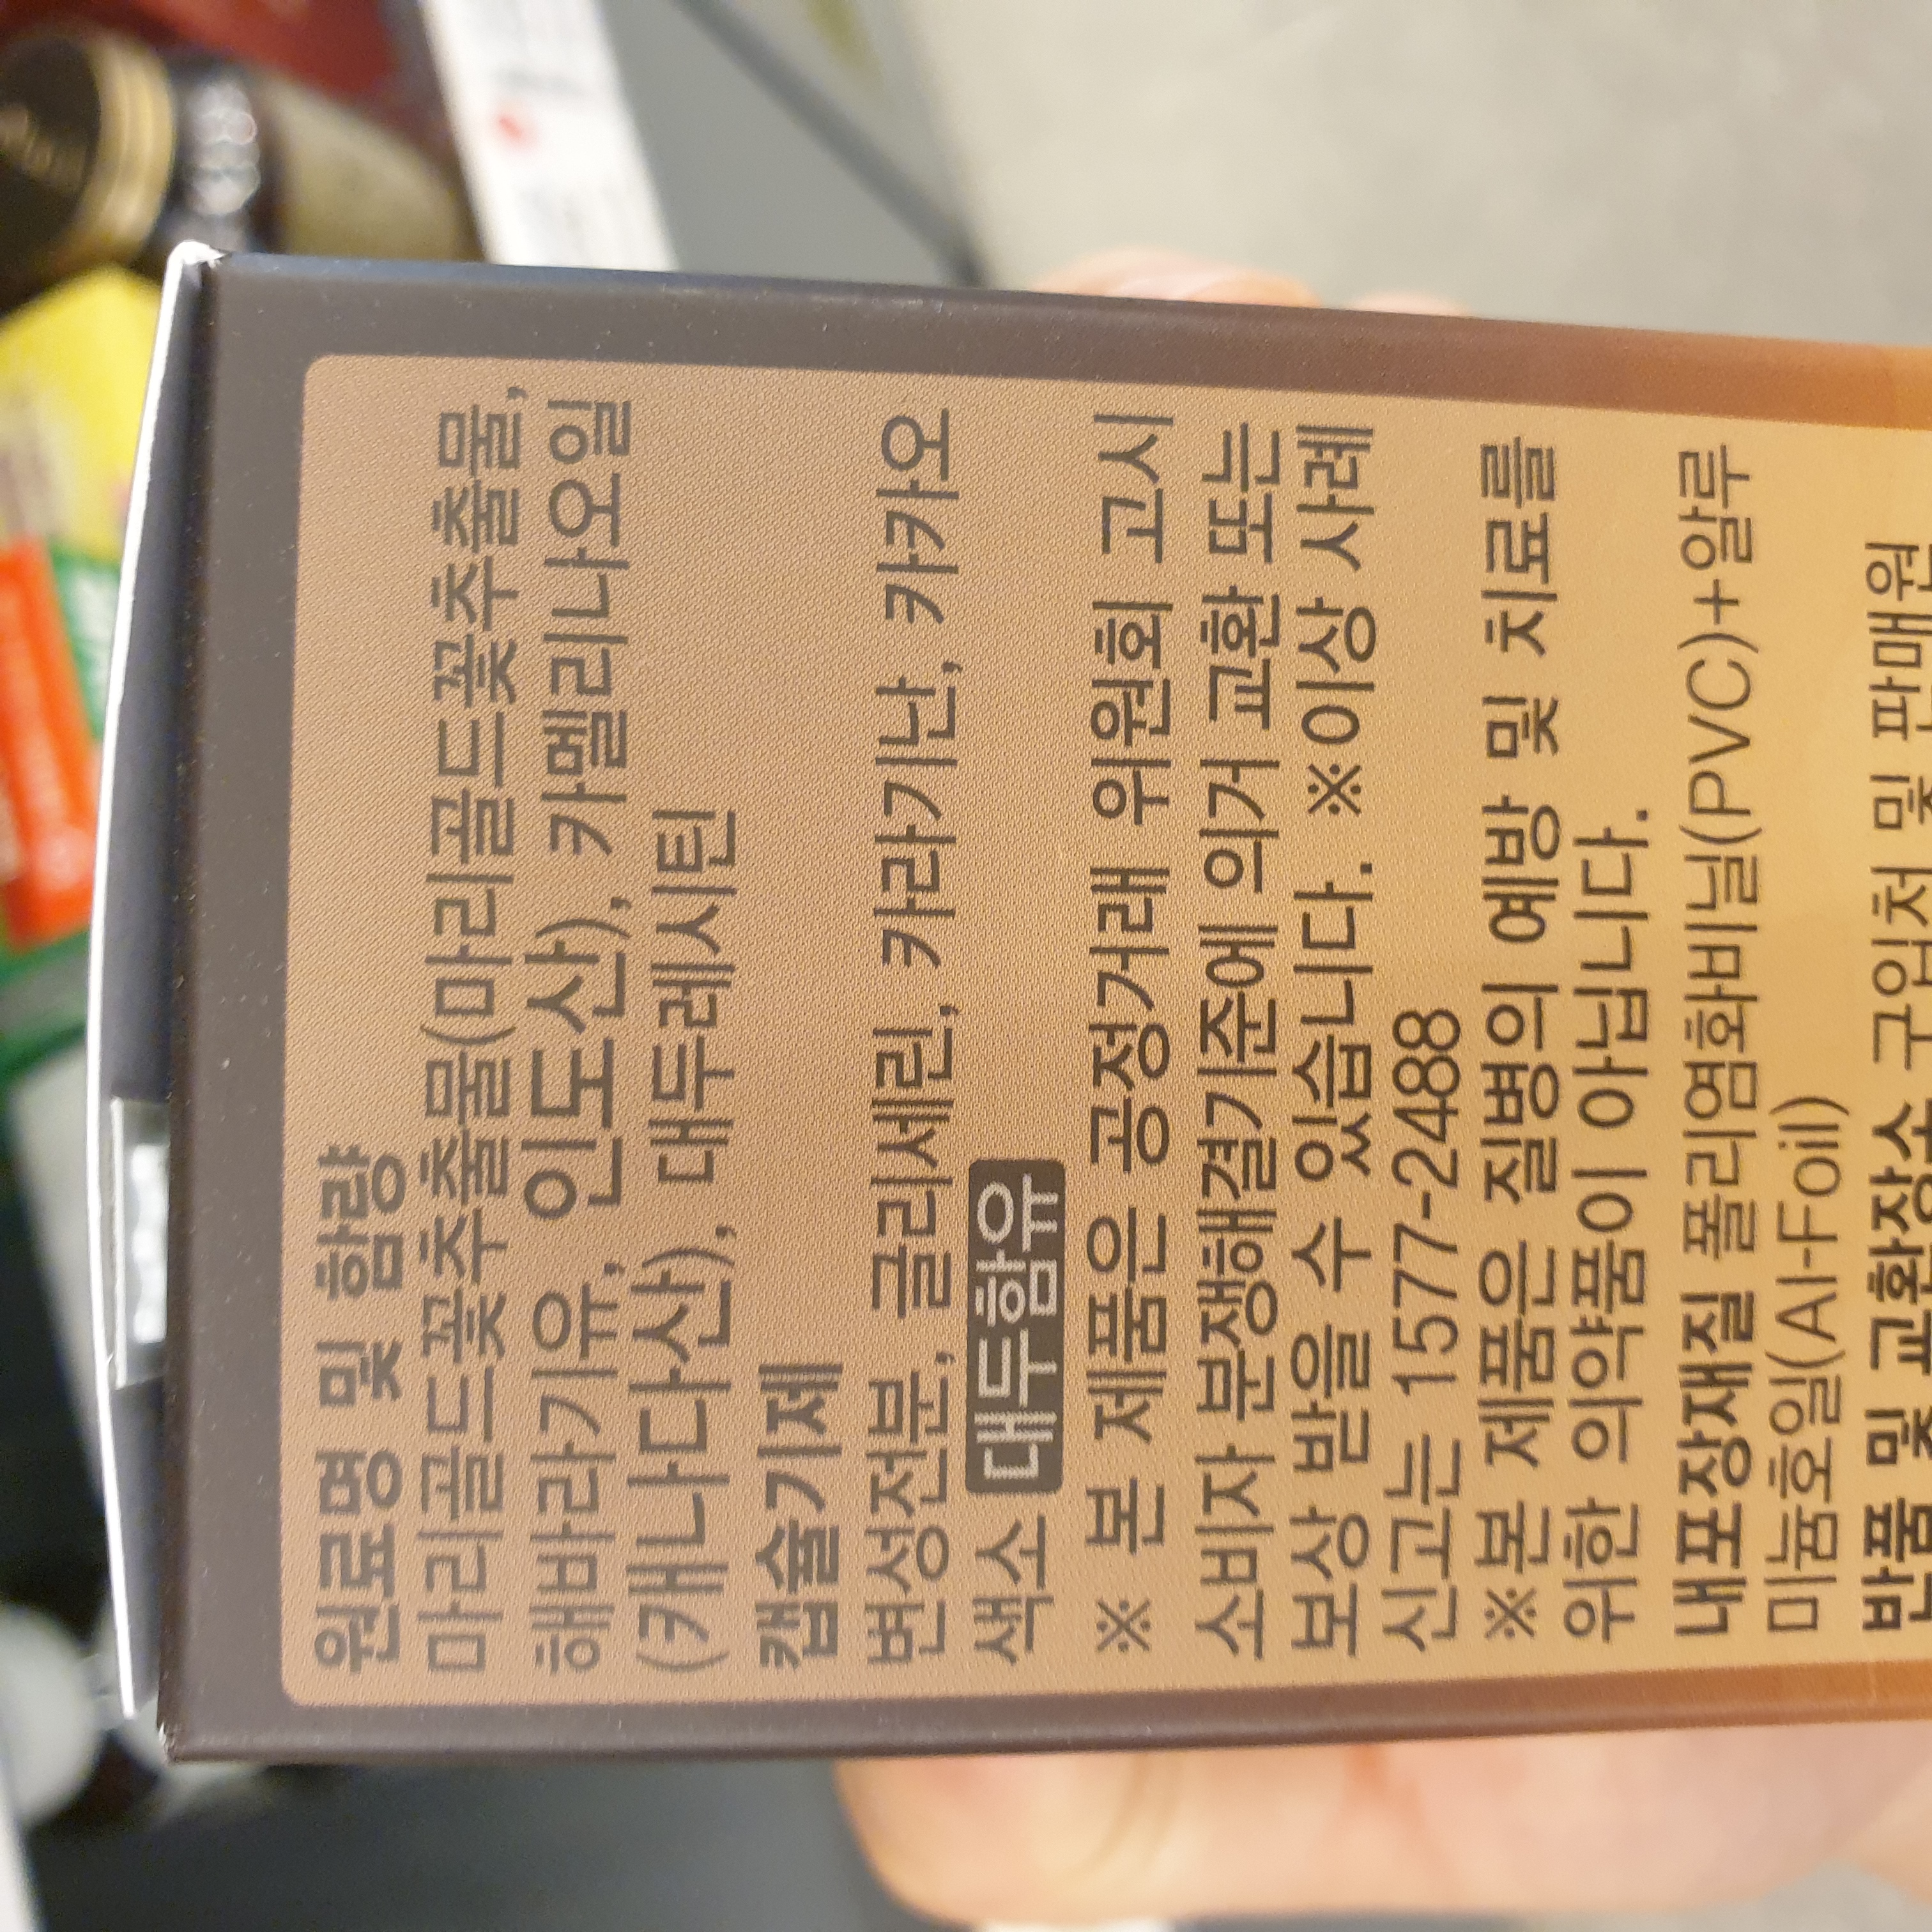 원료명 및 함량
마리골드꽃추출물(마리골드꽃추출물,
해바라기유, 인도산), 카멜리나오일
(캐나다산), 대두레시틴
캡슐기제
변성전분, 글리세린, 카라기난, 카카오
색소 대두함유
※ 본 제품은 공정거래 위원회 고시
소비자 분쟁해결기준에 의거 교환 또는
보상 받을 수 있습니다. ※이상 사례
신고는 1577-2488
※본 제품은 질병의 예방 및 치료를
위한 의약품이 아닙니다.
내포장재질 폴리염화비닐(PVC)+알루
미늄호일(Al-Foil)
반품 및 교환장소 구입처 및 판매원